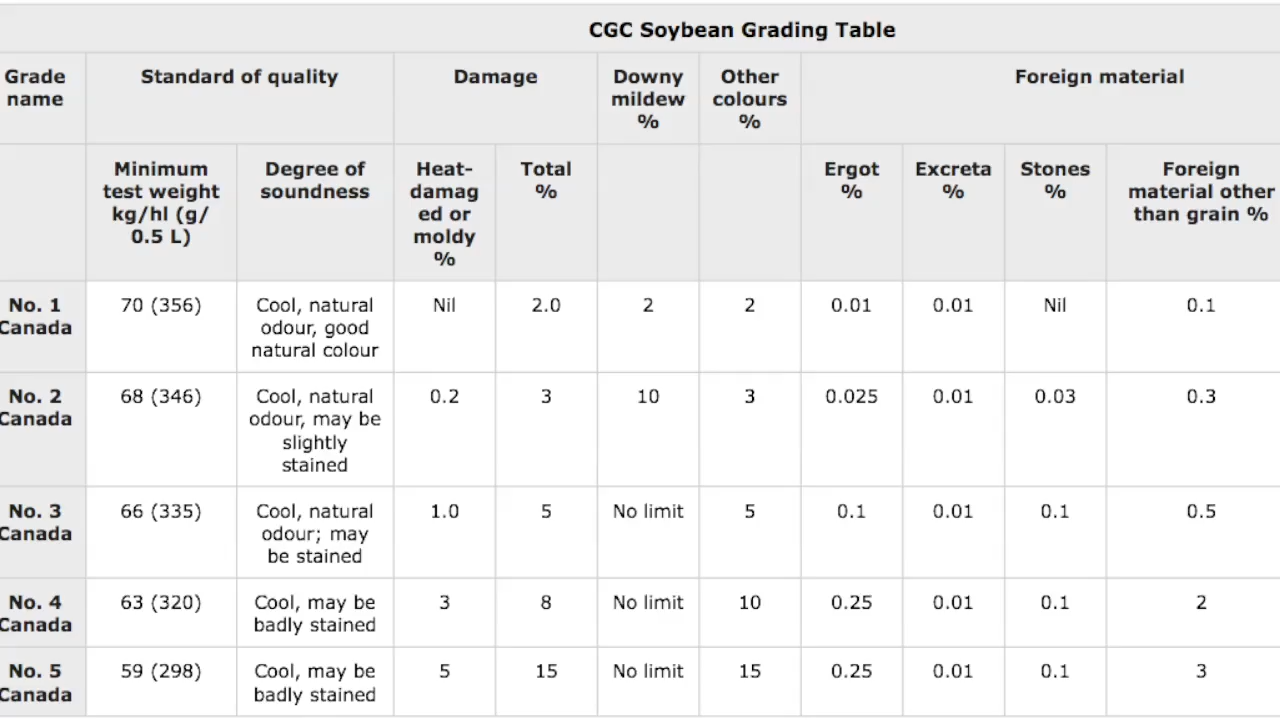 CGC Soybean Grading Table
Grade name | Standard of quality | Damage | Downy mildew % | Other colours % | Foreign material
Minimum test weight kg/hl (g/ 0.5 L) | Degree of soundness | Heat-damag ed or moldy % | Total % | Ergot % | Excreta % | Stones % | Foreign material other than grain %
No. 1 Canada | 70 (356) | Cool, natural odour, good natural colour | Nil | 2.0 | 2 | 2 | 0.01 | 0.01 | Nil | 0.1
No. 2 Canada | 68 (346) | Cool, natural odour, may be slightly stained | 0.2 | 3 | 10 | 3 | 0.025 | 0.01 | 0.03 | 0.3
No. 3 Canada | 66 (335) | Cool, natural odour; may be stained | 1.0 | 5 | No limit | 5 | 0.1 | 0.01 | 0.1 | 0.5
No. 4 Canada | 63 (320) | Cool, may be badly stained | 3 | 8 | No limit | 10 | 0.25 | 0.01 | 0.1 | 2
No. 5 Canada | 59 (298) | Cool, may be badly stained | 5 | 15 | No limit | 15 | 0.25 | 0.01 | 0.1 | 3